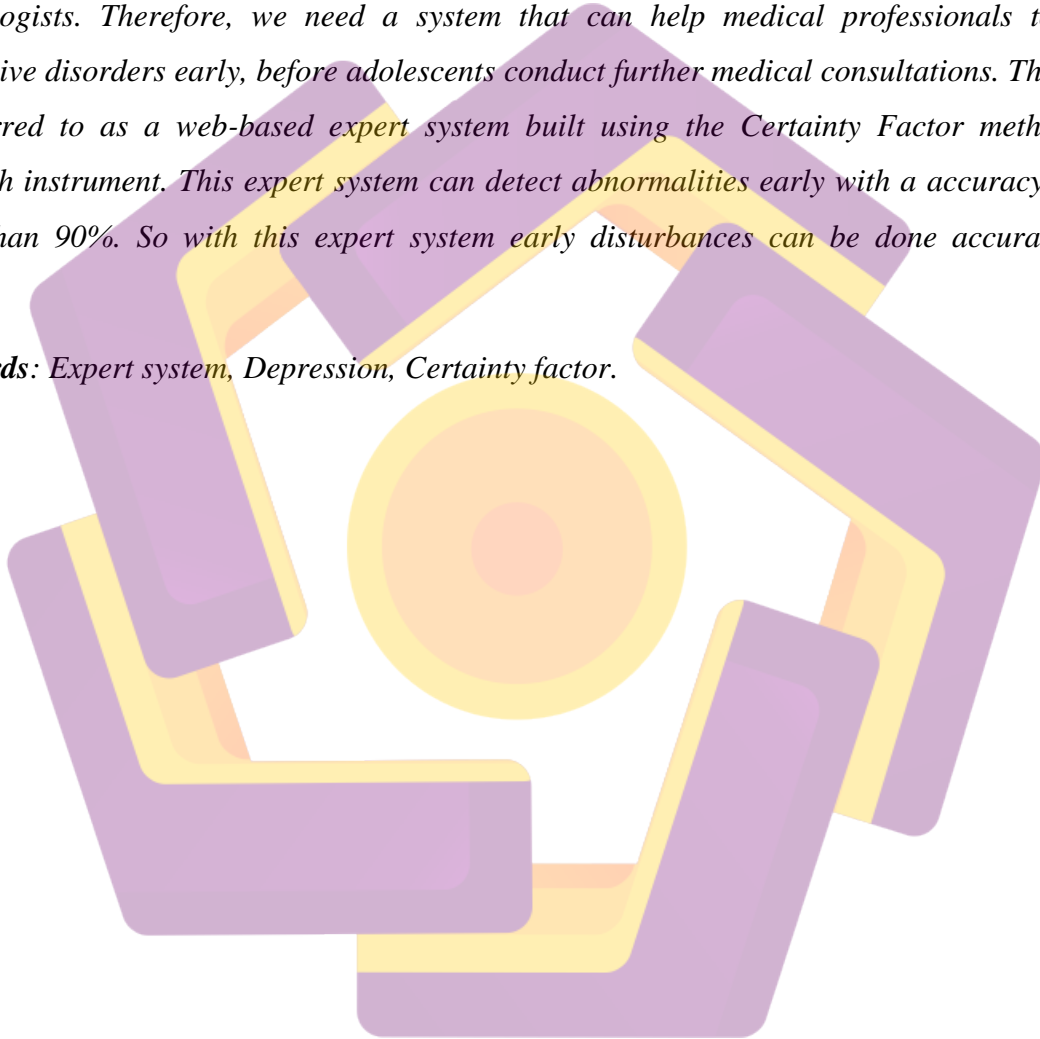 ogists. Therefore, we need a system that can help medical professionals t
ive disorders early, before adolescents conduct further medical consultations. Th
rred to as a web-based expert system built using the Certainty Factor meth
h instrument. This expert system can detect abnormalities early with a accuracy
han 90%. So with this expert system early disturbances can be done accura
rds: Expert system, Depression, Certainty factor.